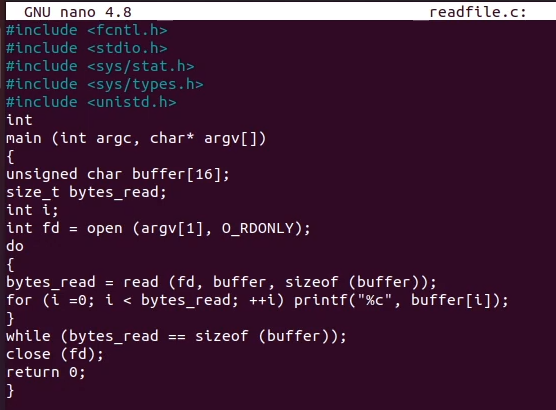 GNU nano 4.8 readfile.c:
#include <fcntl.h>
#include <stdio.h>
#include <sys/stat.h>
#include <sys/types.h>
#include <unistd.h>
int
main (int argc, char* argv[])
{
unsigned char buffer[16];
size_t bytes_read;
int i;
int fd = open (argv[1], O_RDONLY);
do
{
bytes_read = read (fd, buffer, sizeof (buffer));
for (i =0; i < bytes_read; ++i) printf("%c", buffer[i]);
}
while (bytes_read == sizeof (buffer));
close (fd);
return 0;
}